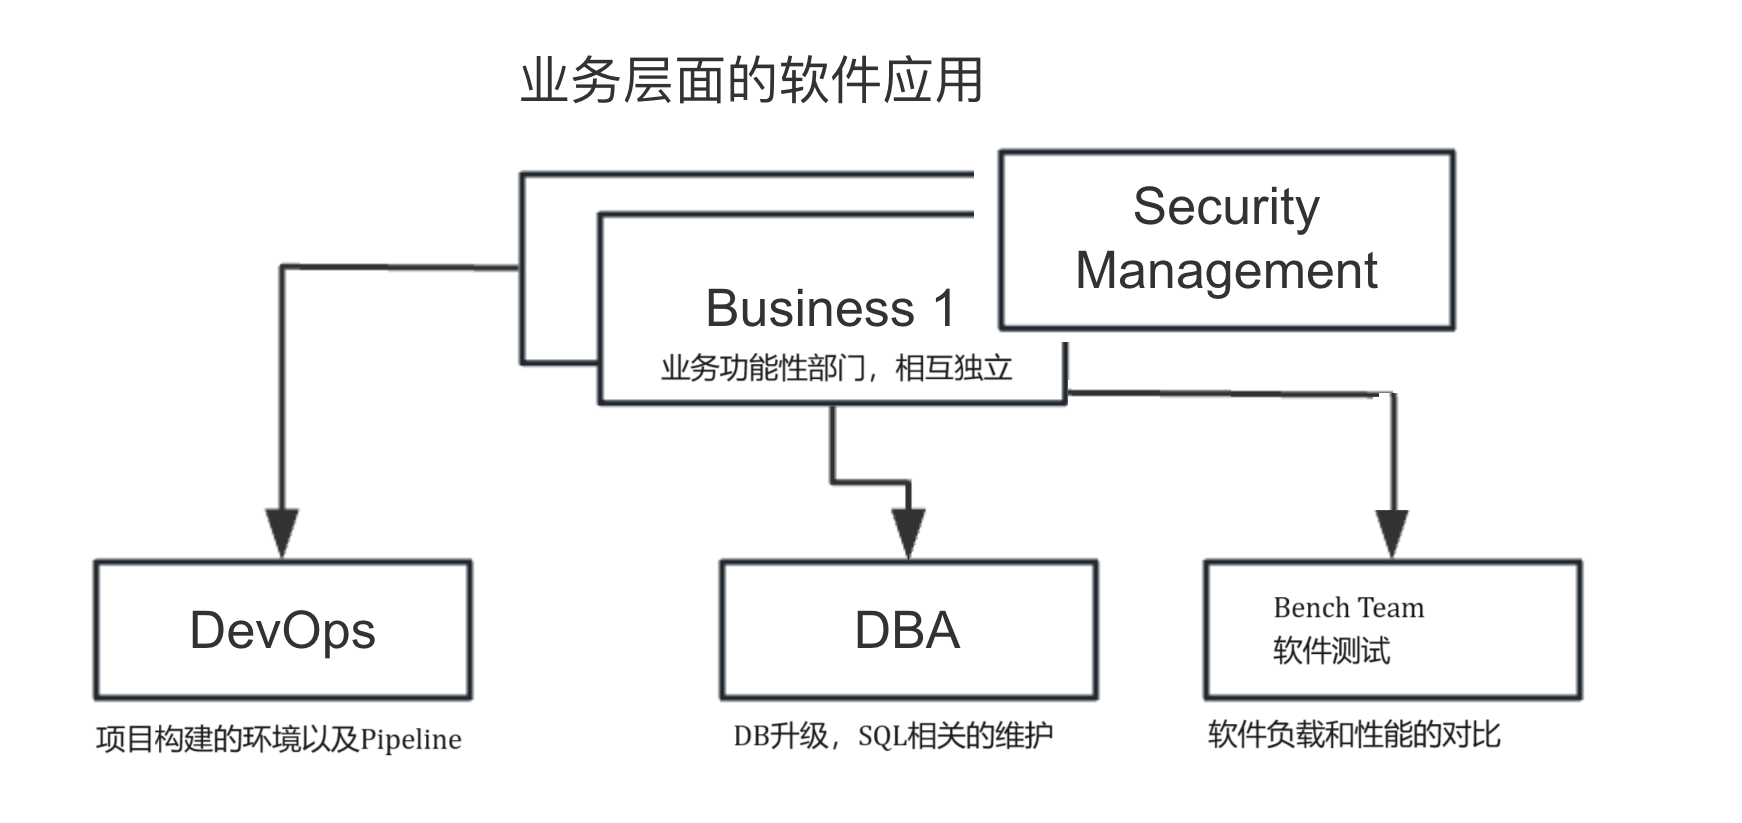 业务层面的软件应用
Security
Management
Business 1
业务功能性部门，相互独立
DevOps
项目构建的环境以及Pipeline
DBA
DB升级，SQL相关的维护
Bench Team
软件测试
软件负载和性能的对比